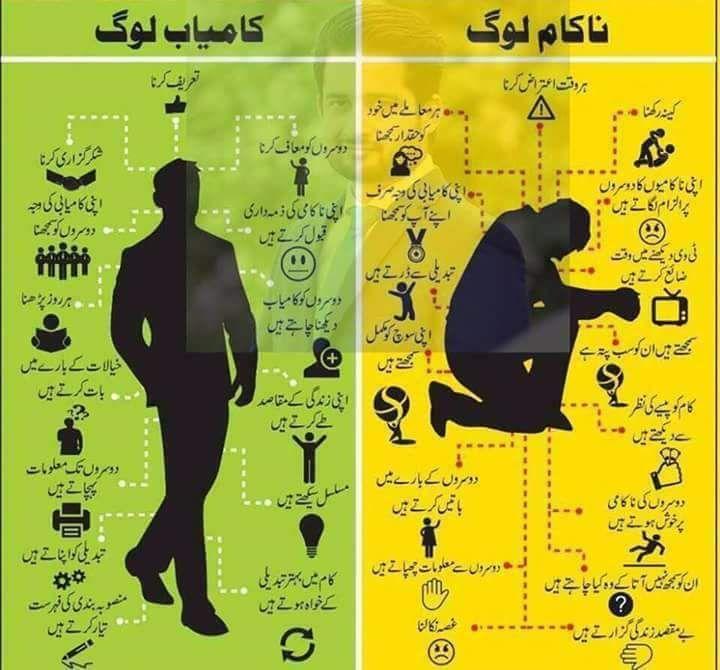 ناکام لوگ
ہر وقت اعتراض کرنا
کینہ رکھنا
ہر معاملے میں خود
کو حقدار سمجھنا
اپنی ناکامیوں کا دوسروں
پر الزام لگاتے ہیں
اپنی کامیابی کی وجہ صرف
اپنے آپ کو سمجھنا
ٹی وی دیکھنے میں وقت
ضائع کرتے ہیں
تبدیلی سے ڈرتے ہیں
سمجھتے ہیں ان کو سب پتہ ہے
اپنی سوچ کو مکمل
سمجھتے ہیں
کام کو پیسے کی نظر
سے دیکھتے ہیں
دوسروں کے بارے میں
باتیں کرتے ہیں
دوسروں کی ناکامی
پر خوش ہوتے ہیں
دوسروں سے معلومات چھپاتے ہیں
ان کو سمجھ نہیں آتا کے وہ کیا چاہتے ہیں
غصہ نکالنا
بے مقصد زندگی گزارتے ہیں
کامیاب لوگ
تعریف کرنا
دوسروں کو معاف کرنا
شکر گزاری کرنا
اپنی ناکامی کی ذمہ داری
قبول کرتے ہیں
اپنی کامیابی کی وجہ
دوسروں کو سمجھنا
دوسروں کو کامیاب
دیکھنا چاہتے ہیں
ہر روز پڑھنا
اپنی زندگی کے مقاصد
طے کرتے ہیں
خیالات کے بارے میں
بات کرتے ہیں
مسلسل سیکھتے ہیں
دوسروں تک معلومات
پہچاتے ہیں
کام میں بہتر تبدیلی
کے خواہ ہوتے ہیں
تبدیلی کو اپناتے ہیں
منصوبہ بندی کی فہرست
تیار کرتے ہیں